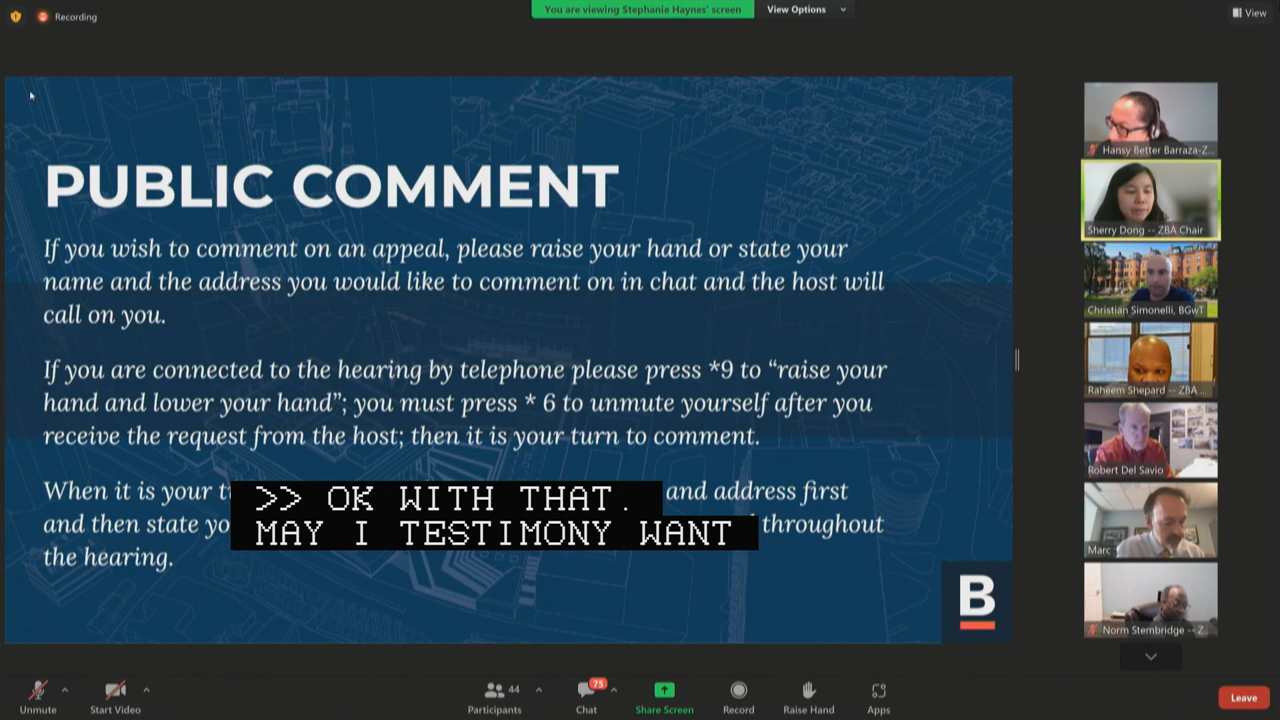 Recording
You are viewing Stephanie Haynes' screen
View Options
View
PUBLIC COMMENT
If you wish to comment on an appeal, please raise your hand or state your
name and the address you would like to comment on in chat and the host will
call on you.
If you are connected to the hearing by telephone please press *9 to “raise your
hand and lower your hand”; you must press * 6 to unmute yourself after you
receive the request from the host; then it is your turn to comment.
When it is your and address first
and then state throughout
the hearing.
>> OK WITH THAT.
MAY I TESTIMONY WANT
B
Hansy Better Barraza-Z...
Sherry Dong -- ZBA Chair
Christian Simonelli, BGwT
Raheem Shepard -- ZBA ...
Robert Del Savio
Marc
Norm Stembridge -- Z...
Unmute
Start Video
Participants
44
Chat
75
Share Screen
Record
Raise Hand
Apps
Leave